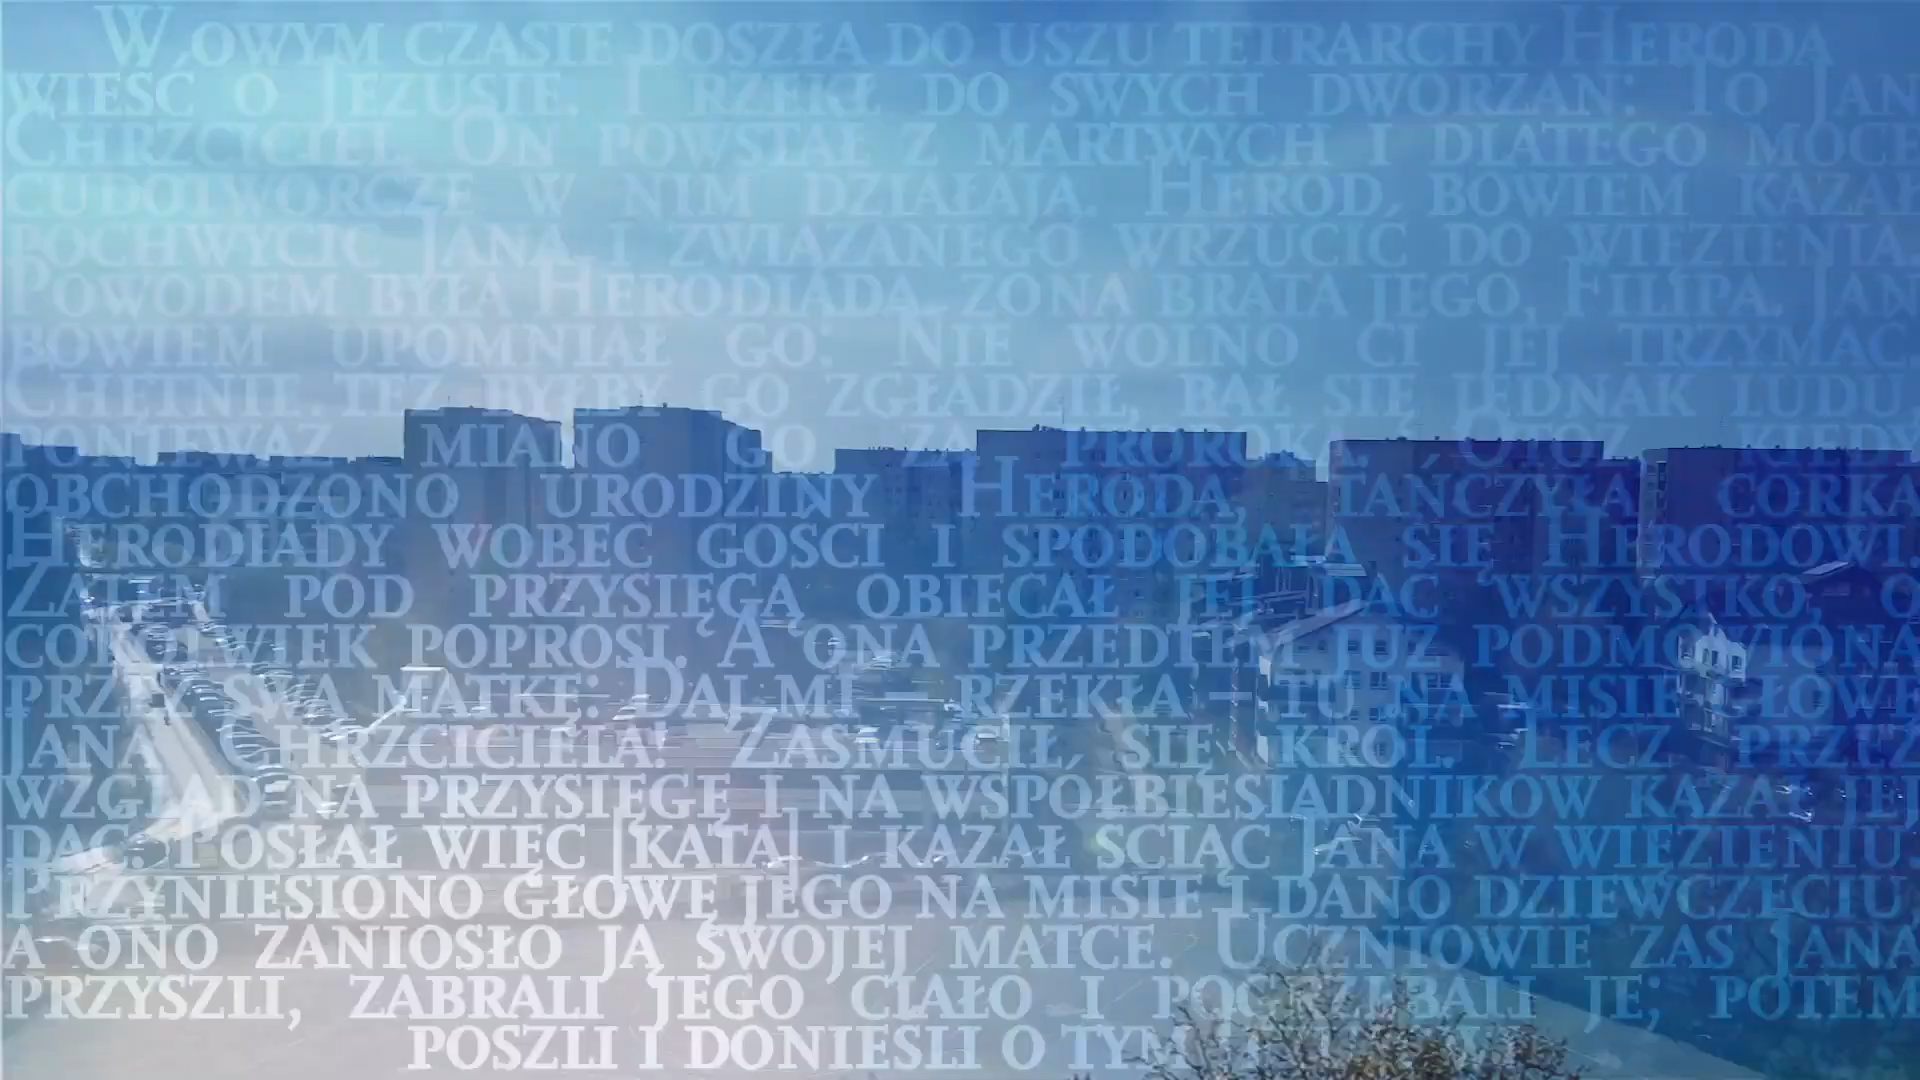 W owym czasie doszła do uszu tetrarchy Heroda
wieść o Jezusie. I rzekł do swych dworzan: To Jan
Chrzciciel. On powstał z martwych i dlatego moce
cudotwórcze w nim działają. Herod bowiem kazał
pochwycić Jana i związanego wrzucić do więzienia.
Powodem była Herodiada, żona brata jego, Filipa. Jan
bowiem upomniał go: Nie wolno ci jej trzymać.
Chętnie też byłby go zgładził, bał się jednak ludu,
ponieważ miano go za proroka. Otóż, kiedy
obchodzono urodziny Heroda, tańczyła córka
Herodiady wobec gości i spodobała się Herodowi.
Zatem pod przysięgą obiecał jej dać wszystko, o
cokolwiek poprosi. A ona przedtem już podmówiona
przez swą matkę: Daj mi – rzekła – tu na misie głowę
Jana Chrzciciela! Zasmucił się król. Lecz przez
wzgląd na przysięgę i na współbiesiadników kazał jej
dać. Posłał więc [kata] i kazał ściąć Jana w więzieniu.
Przyniesiono głowę jego na misie i dano dziewczęciu,
a ono zaniosło ją swojej matce. Uczniowie zaś Jana
przyszli, zabrali jego ciało i pogrzebali je; potem
poszli i donieśli o tym